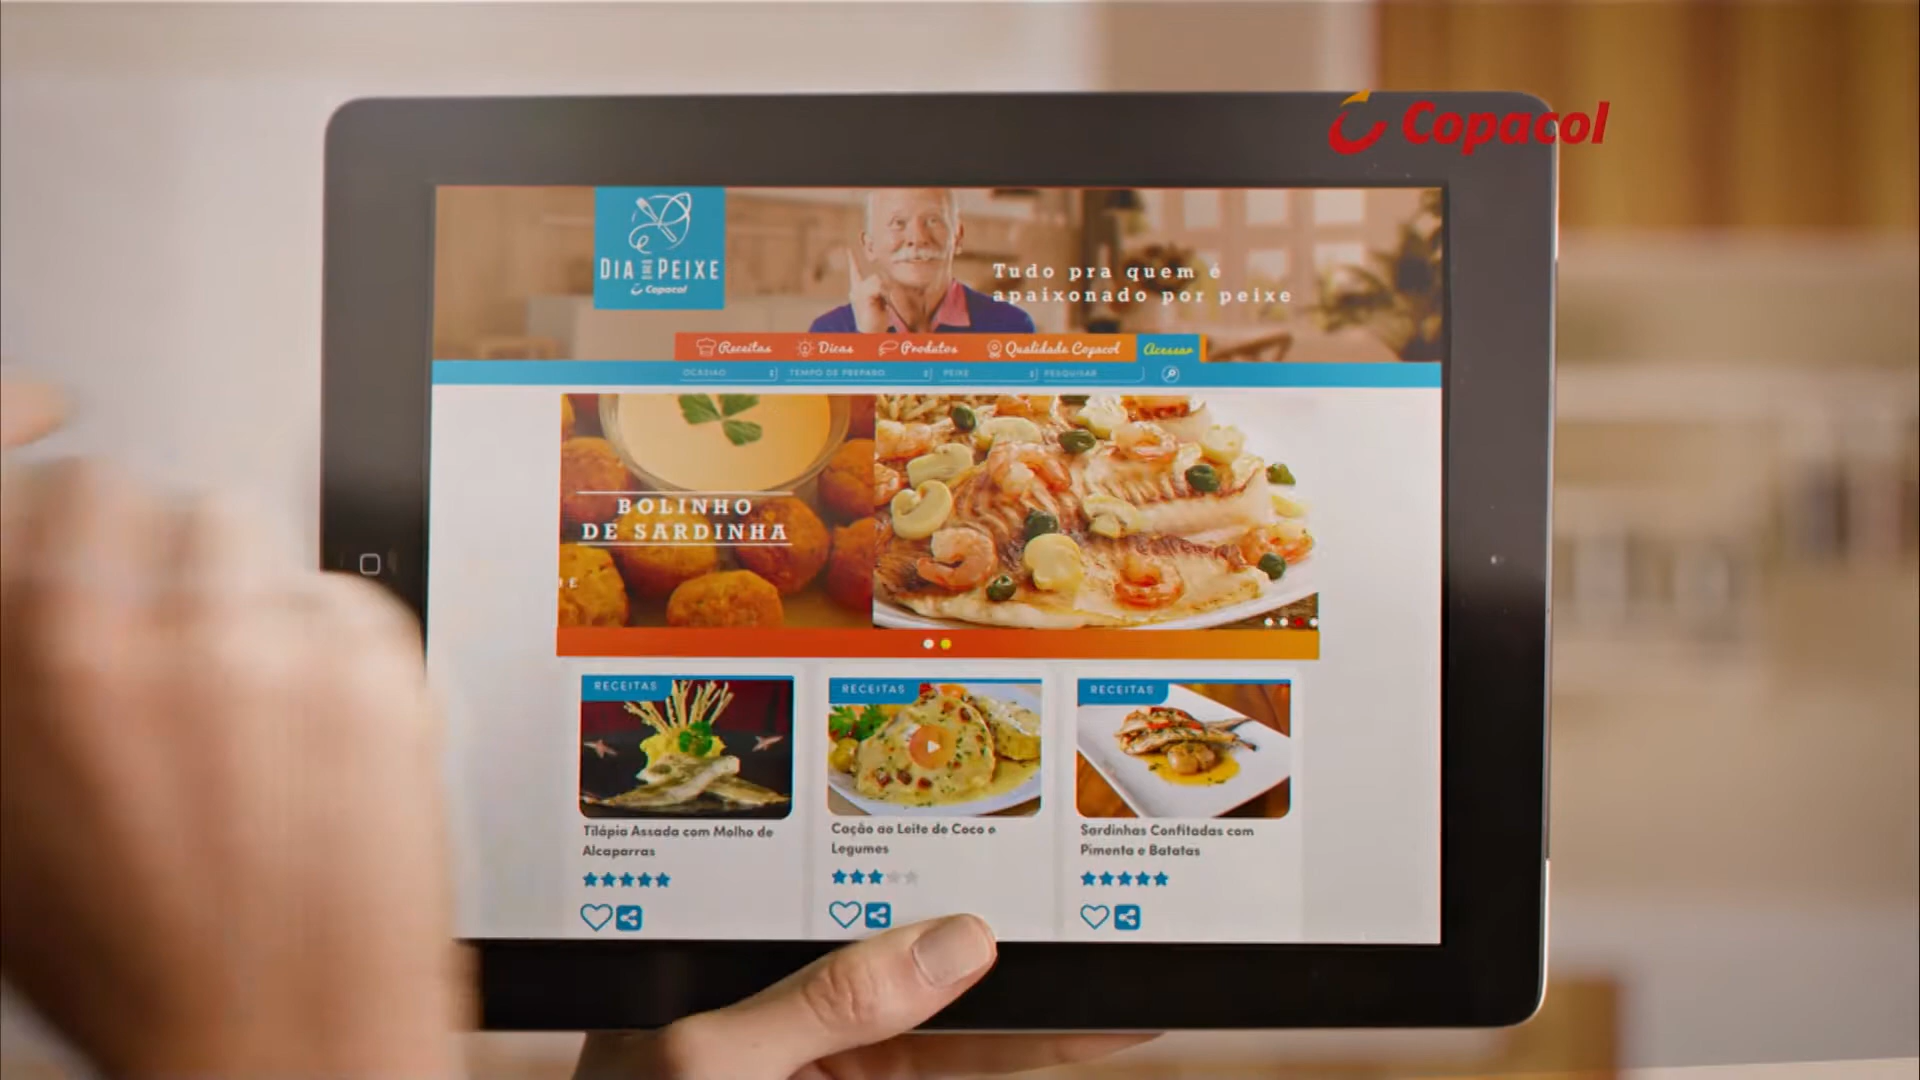 Copacol
DIA DE PEIXE
Copacol
Tudo pra quem é
apaixonado por peixe
Receitas
Dicas
Produtos
Qualidade Copacol
Acessar
OCASIÃO
TEMPO DE PREPARO
PEIXE
PESQUISAR
BOLINHO
DE SARDINHA
RECEITAS
RECEITAS
RECEITAS
Tilápia Assada com Molho de
Alcaparras
Cação ao Leite de Coco e
Legumes
Sardinhas Confitadas com
Pimenta e Batatas